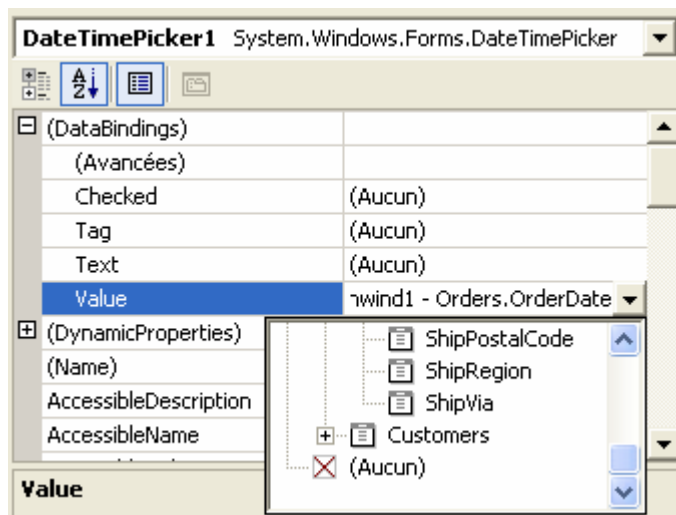 DateTimePicker1 System.Windows.Forms.DateTimePicker
(DataBindings)
(Avancées)
Checked (Aucun)
Tag (Aucun)
Text (Aucun)
Value nwind1 - Orders.OrderDate
(DynamicProperties)
(Name)
AccessibleDescription
AccessibleName
ShipPostalCode
ShipRegion
ShipVia
Customers
(Aucun)
Value